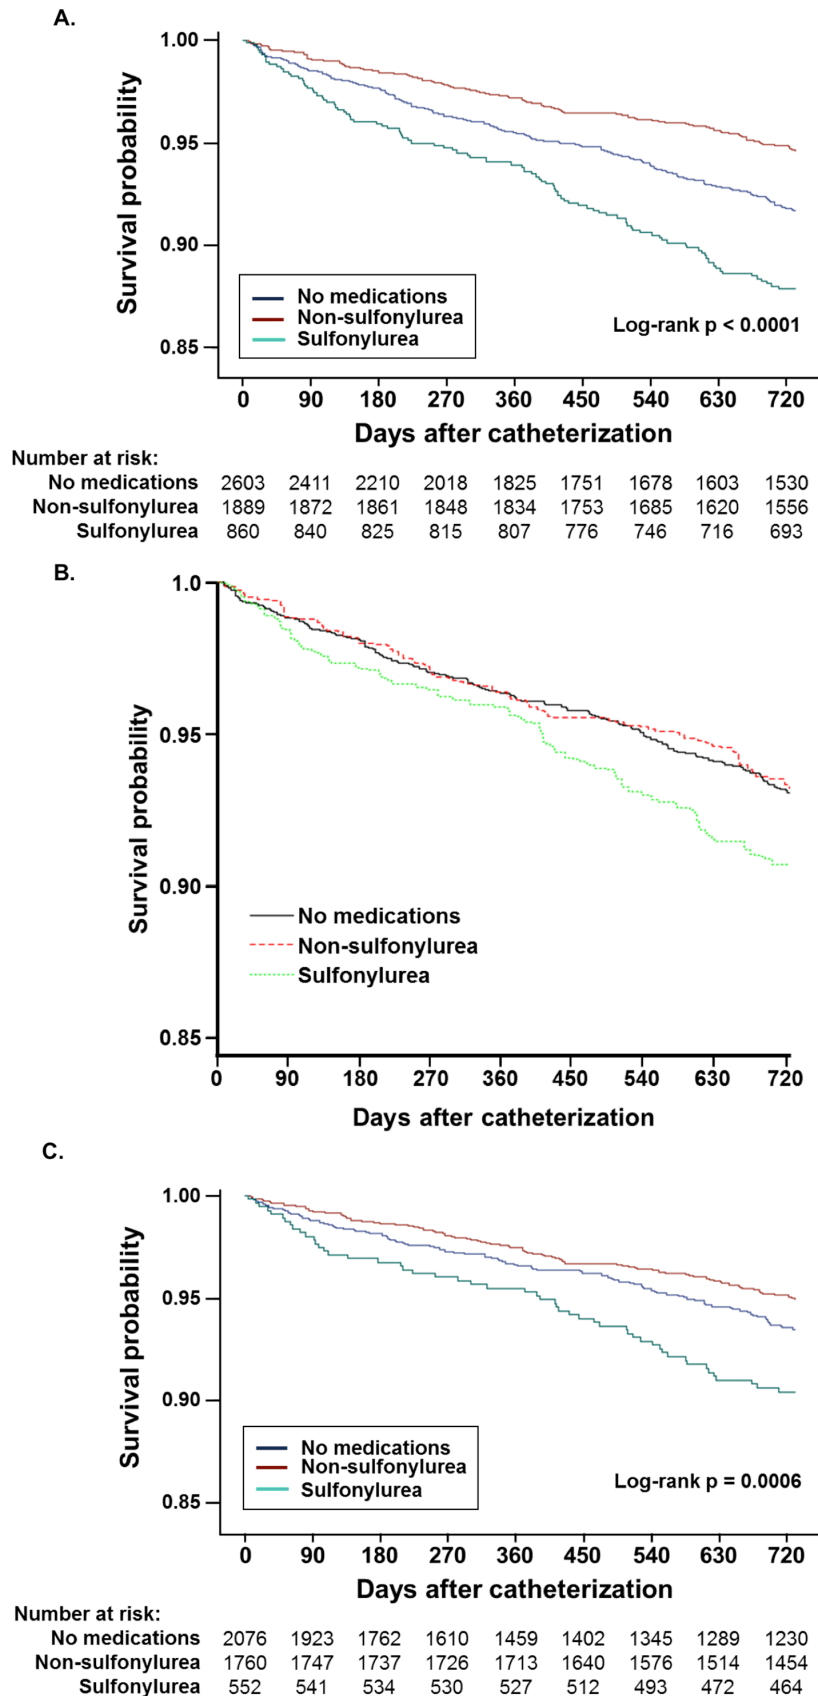 A.
1.00
0.95
0.90
0.85
Survival probability
No medications
Non-sulfonylurea
Sulfonylurea
Log-rank p < 0.0001
0 90 180 270 360 450 540 630 720
Days after catheterization
Number at risk:
No medications 2603 2411 2210 2018 1825 1751 1678 1603 1530
Non-sulfonylurea 1889 1872 1861 1848 1834 1753 1685 1620 1556
Sulfonylurea 860 840 825 815 807 776 746 716 693
B.
1.0
0.95
0.90
0.85
Survival probability
No medications
Non-sulfonylurea
Sulfonylurea
0 90 180 270 360 450 540 630 720
Days after catheterization
C.
1.00
0.95
0.90
0.85
Survival probability
No medications
Non-sulfonylurea
Sulfonylurea
Log-rank p = 0.0006
0 90 180 270 360 450 540 630 720
Days after catheterization
Number at risk:
No medications 2076 1923 1762 1610 1459 1402 1345 1289 1230
Non-sulfonylurea 1760 1747 1737 1726 1713 1640 1576 1514 1454
Sulfonylurea 552 541 534 530 527 512 493 472 464